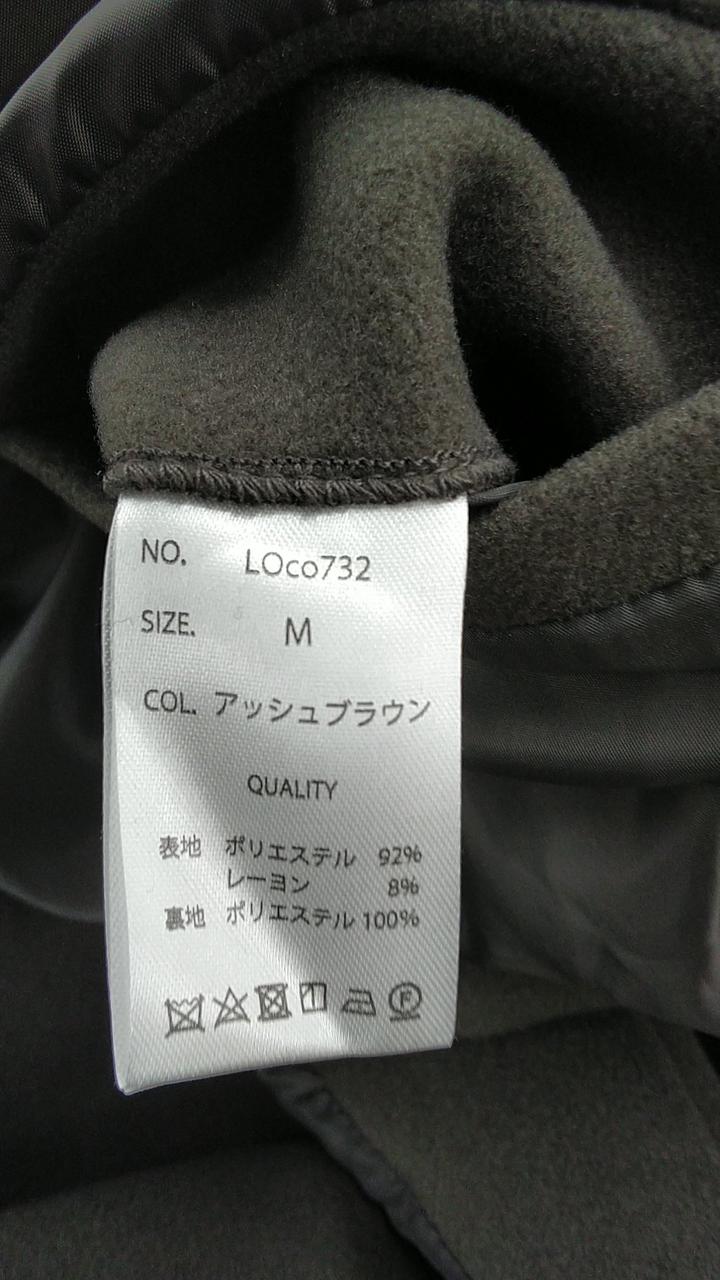 NO. LOco732
SIZE. M
COL. アッシュブラウン
QUALITY
表地 ポリエステル 92%
レーヨン 8%
裏地 ポリエステル 100%
F